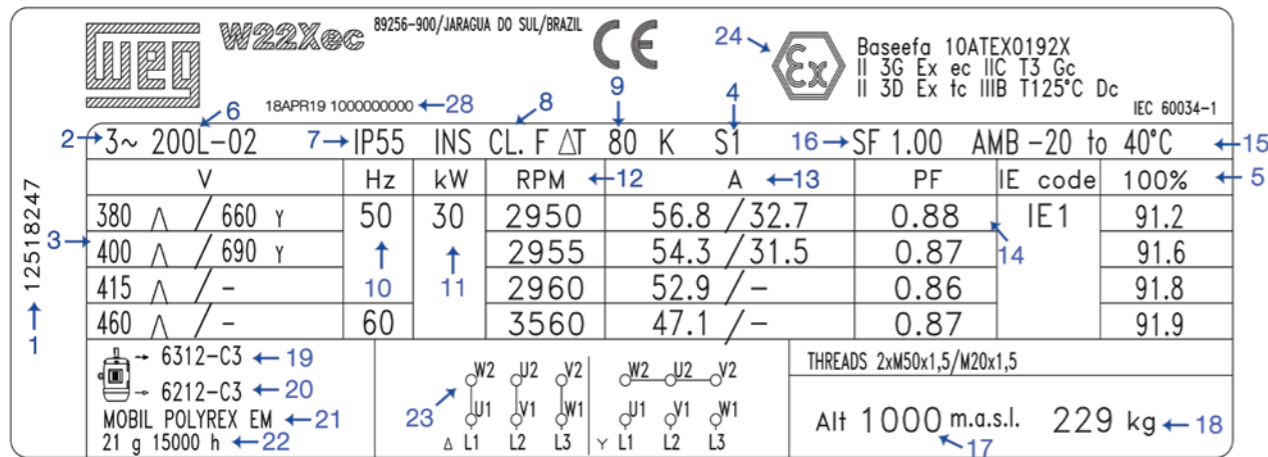 WEG W22Xec 89256-900/JARAGUA DO SUL/BRAZIL CE 24 Ex Baseefa 10ATEX0192X
II 3G Ex ec IIC T3 Gc
II 3D Ex tc IIIB T125°C Dc
6 18APR19 1000000000 28 8 9 4 IEC 60034-1
2 3~ 200L-02 7 IP55 INS CL. F ΔT 80 K S1 16 SF 1.00 AMB -20 to 40°C 15
V Hz kW RPM 12 A 13 PF IE code 100% 5
380 / 660 Y 50 30 2950 56.8 / 32.7 0.88 IE1 91.2
3 400 / 690 Y 2955 54.3 / 31.5 0.87 14 91.6
415 / - 10 11 2960 52.9 / - 0.86 91.8
460 / - 60 3560 47.1 / - 0.87 91.9
12518247
1
6312-C3 19
6212-C3 20
MOBIL POLYREX EM 21
21 g 15000 h 22
23
W2 U2 V2 W2 U2 V2
U1 V1 W1 U1 V1 W1
Δ L1 L2 L3 Y L1 L2 L3
THREADS 2xM50x1,5/M20x1,5
Alt 1000 m.a.s.l. 229 kg 18
17